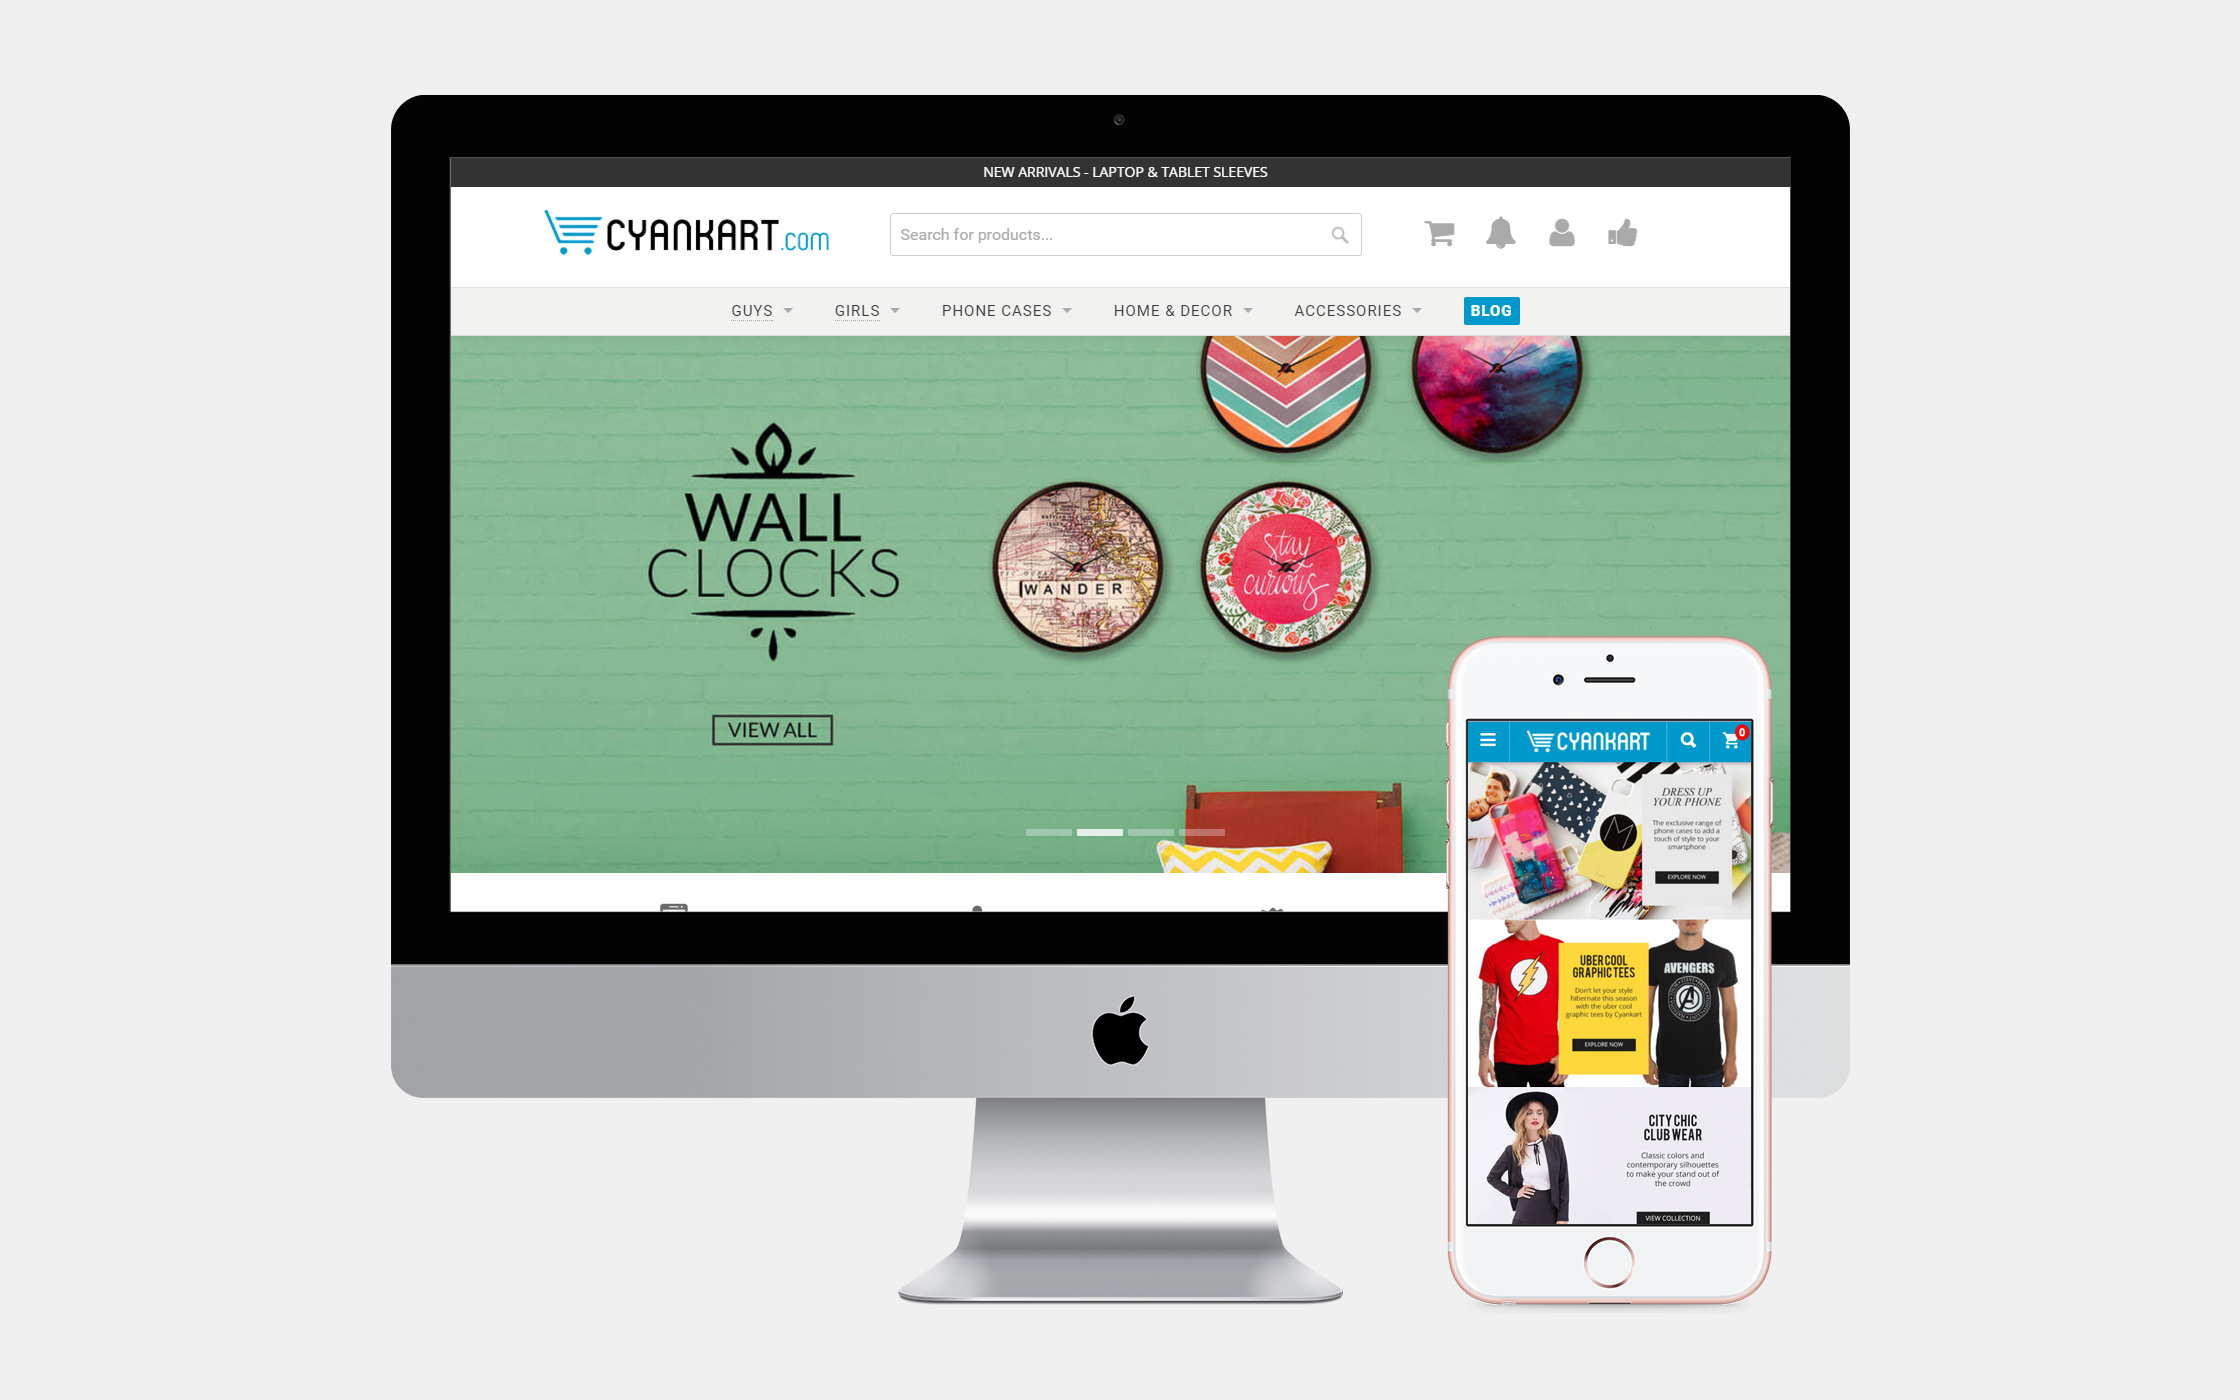 NEW ARRIVALS - LAPTOP & TABLET SLEEVES
CYANKART.com
Search for products...
GUYS
GIRLS
PHONE CASES
HOME & DECOR
ACCESSORIES
BLOG
WALL
CLOCKS
VIEW ALL
WANDER
stay
curious
CYANKART
0
DRESS UP
YOUR PHONE
The exclusive range of
phone cases to add a
touch of style to your
smartphone
EXPLORE NOW
M
UBER COOL
GRAPHIC TEES
Don't let your style
hibernate this season
with the uber cool
graphic tees by Cyankart
EXPLORE NOW
AVENGERS
CITY CHIC
CLUB WEAR
Classic colors and
contemporary silhouettes
to make your stand out of
the crowd
VIEW COLLECTION